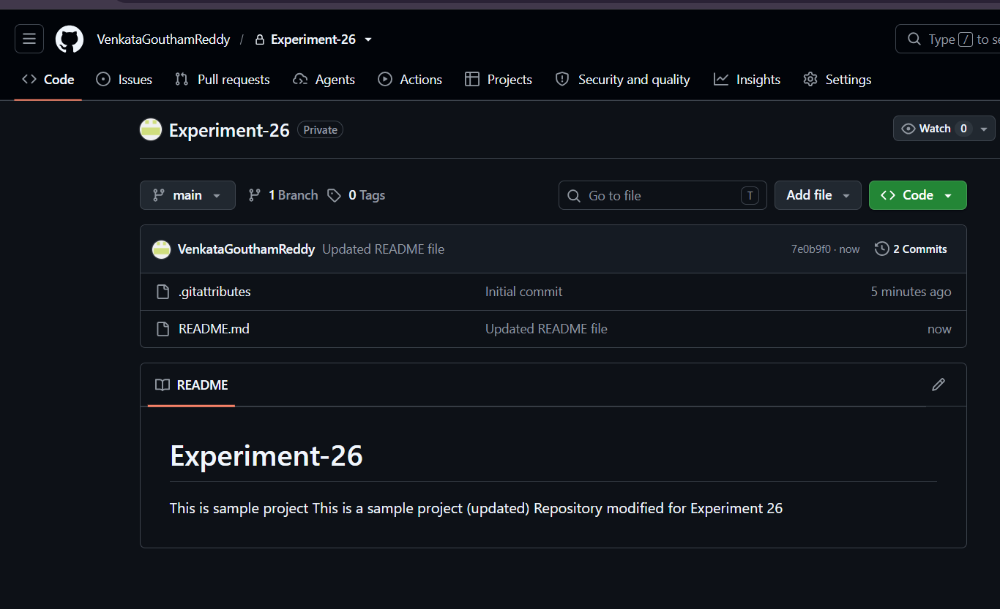 VenkataGouthamReddy / Experiment-26
Type / to se
Code Issues Pull requests Agents Actions Projects Security and quality Insights Settings
Experiment-26 Private
Watch 0
main 1 Branch 0 Tags
Go to file T
Add file
Code
VenkataGouthamReddy Updated README file 7e0b9f0 · now 2 Commits
.gitattributes Initial commit 5 minutes ago
README.md Updated README file now
README
Experiment-26
This is sample project This is a sample project (updated) Repository modified for Experiment 26